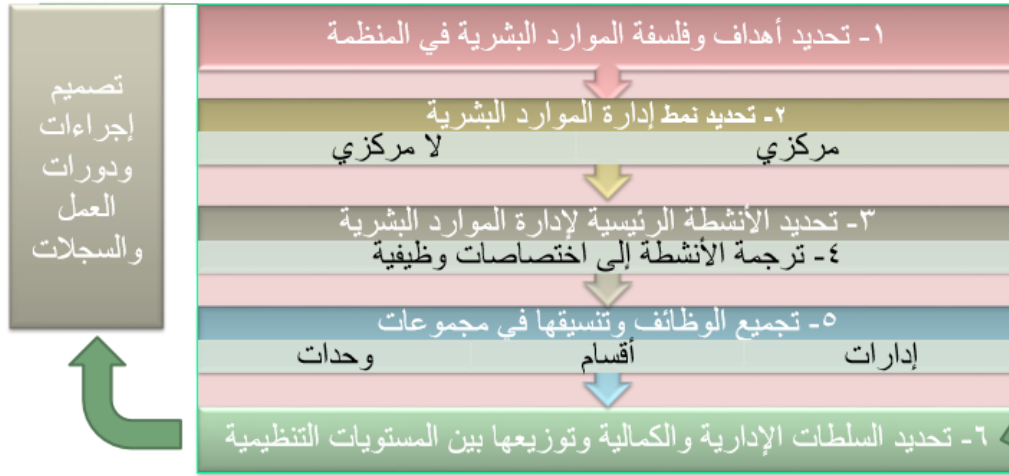 ١- تحديد أهداف وفلسفة الموارد البشرية في المنظمة
٢- تحديد نمط إدارة الموارد البشرية
مركزي لا مركزي
٣- تحديد الأنشطة الرئيسية لإدارة الموارد البشرية
٤- ترجمة الأنشطة إلى اختصاصات وظيفية
٥- تجميع الوظائف وتنسيقها في مجموعات
إدارات أقسام وحدات
٦- تحديد السلطات الإدارية والكمالية وتوزيعها بين المستويات التنظيمية
تصميم
إجراءات
ودورات
العمل
والسجلات